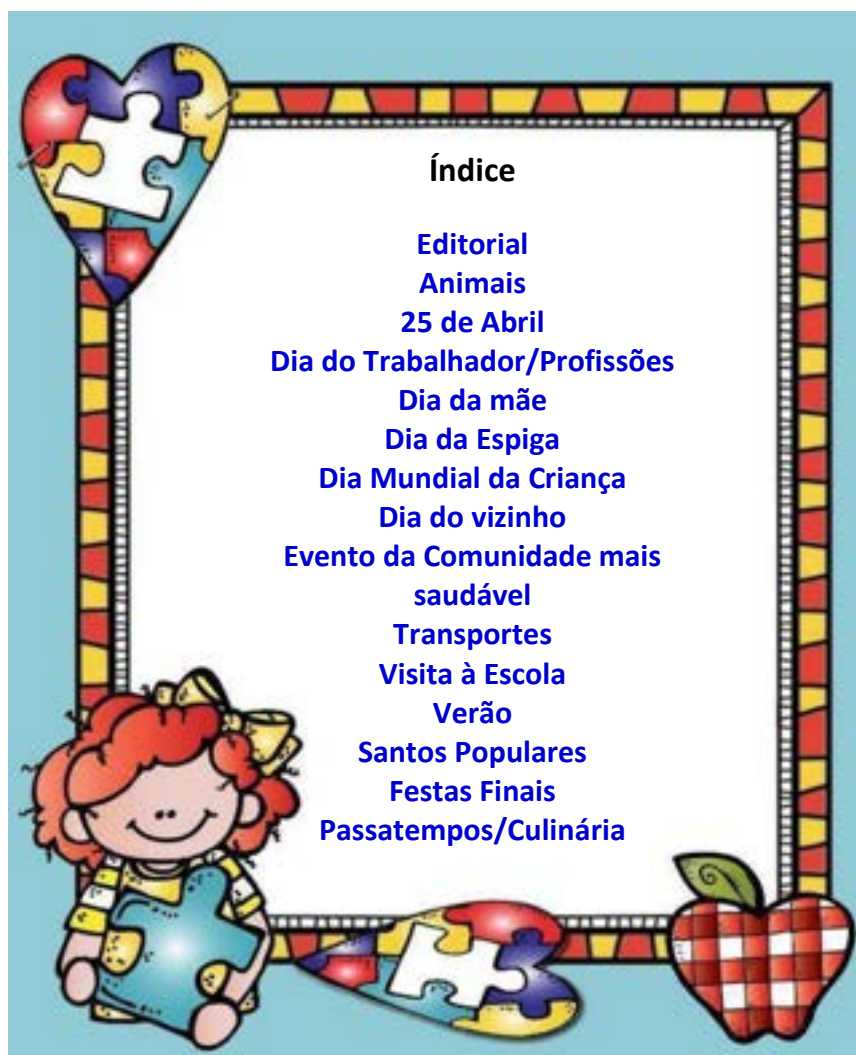 Índice
Editorial
Animais
25 de Abril
Dia do Trabalhador/Profissões
Dia da mãe
Dia da Espiga
Dia Mundial da Criança
Dia do vizinho
Evento da Comunidade mais
saudável
Transportes
Visita à Escola
Verão
Santos Populares
Festas Finais
Passatempos/Culinária